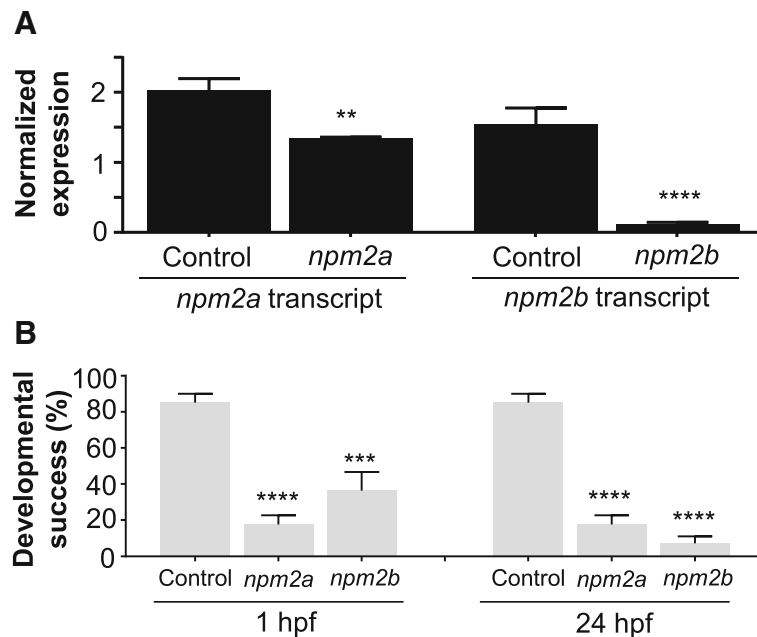 A
Normalized
expression
2
1
0
**
****
Control
npm2a
Control
npm2b
npm2a transcript
npm2b transcript
B
Developmental
success (%)
100
80
60
40
20
0
****
***
****
****
Control
npm2a
npm2b
Control
npm2a
npm2b
1 hpf
24 hpf